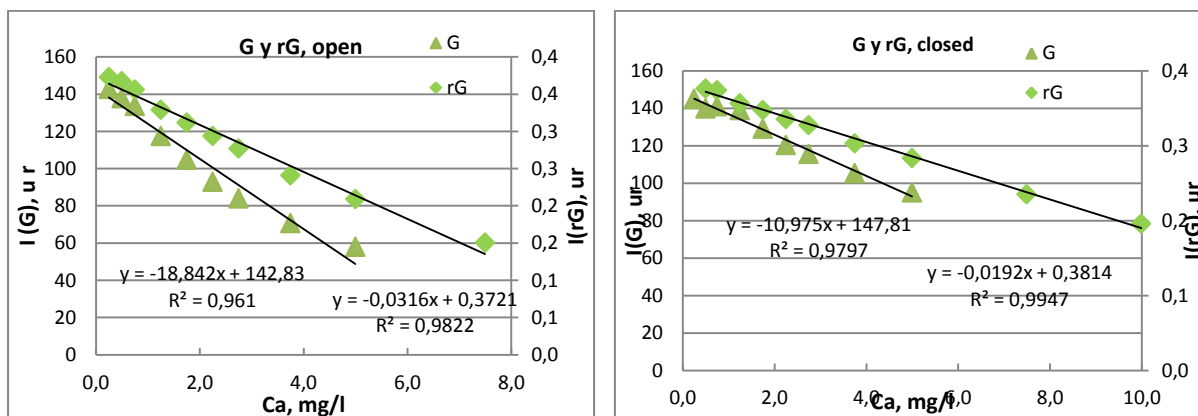 G y rG, open
G
rG
160
140
120
100
80
60
40
20
0
I (G), u r
0,4
0,4
0,3
0,3
0,2
0,2
0,1
0,1
0,0
I(rG), ur
y = -18,842x + 142,83
R² = 0,961
y = -0,0316x + 0,3721
R² = 0,9822
0,0 2,0 4,0 6,0 8,0
Ca, mg/l
G y rG, closed
G
rG
160
140
120
100
80
60
40
20
0
I(G), ur
0,4
0,3
0,2
0,1
0,0
I(rG), ur
y = -10,975x + 147,81
R² = 0,9797
y = -0,0192x + 0,3814
R² = 0,9947
0,0 2,0 4,0 6,0 8,0 10,0
Ca, mg/l